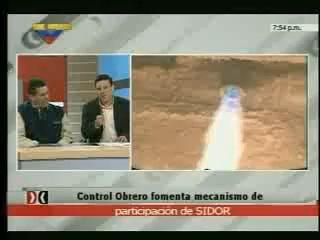 7:54 p.m.
Control Obrero fomenta mecanismo de
participación de SIDOR